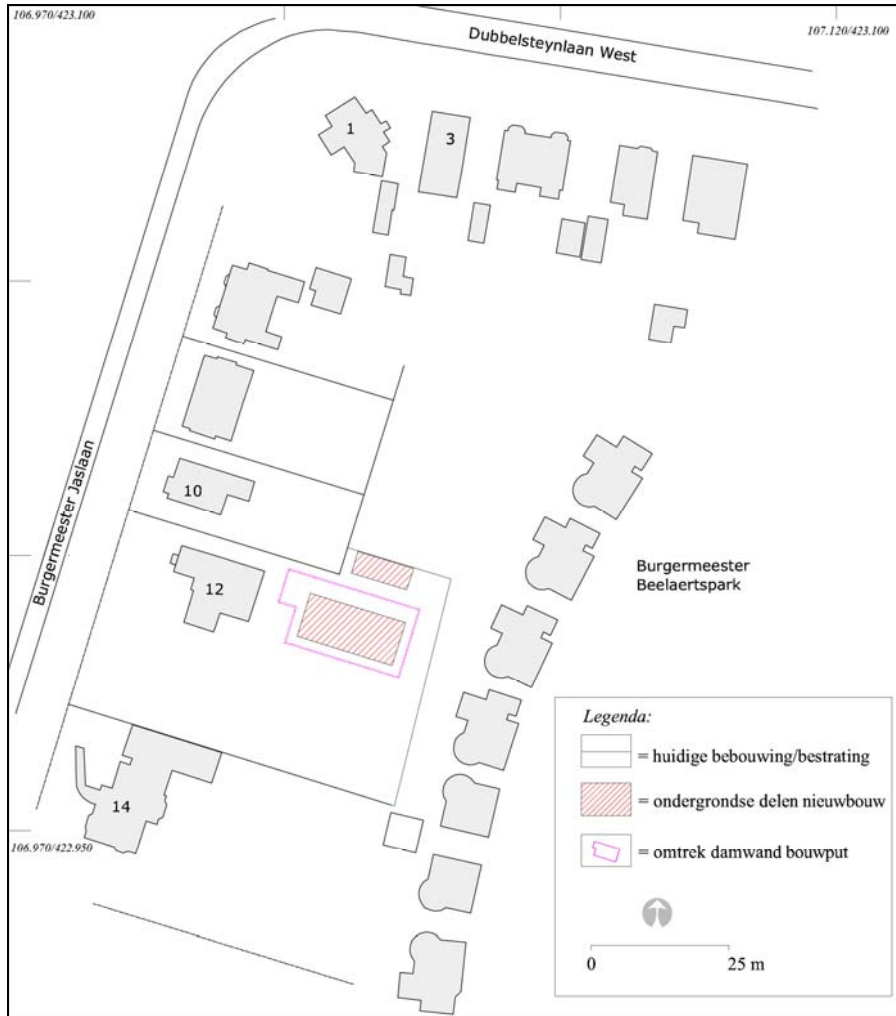 106.970/423.100
107.120/423.100
Dubbelsteynlaan West
1
3
Burgermeester Jaslaan
10
12
Burgermeester
Beelaertspark
14
106.970/422.950
Legenda:
= huidige bebouwing/bestrating
= ondergrondse delen nieuwbouw
= omtrek damwand bouwput
0
25 m